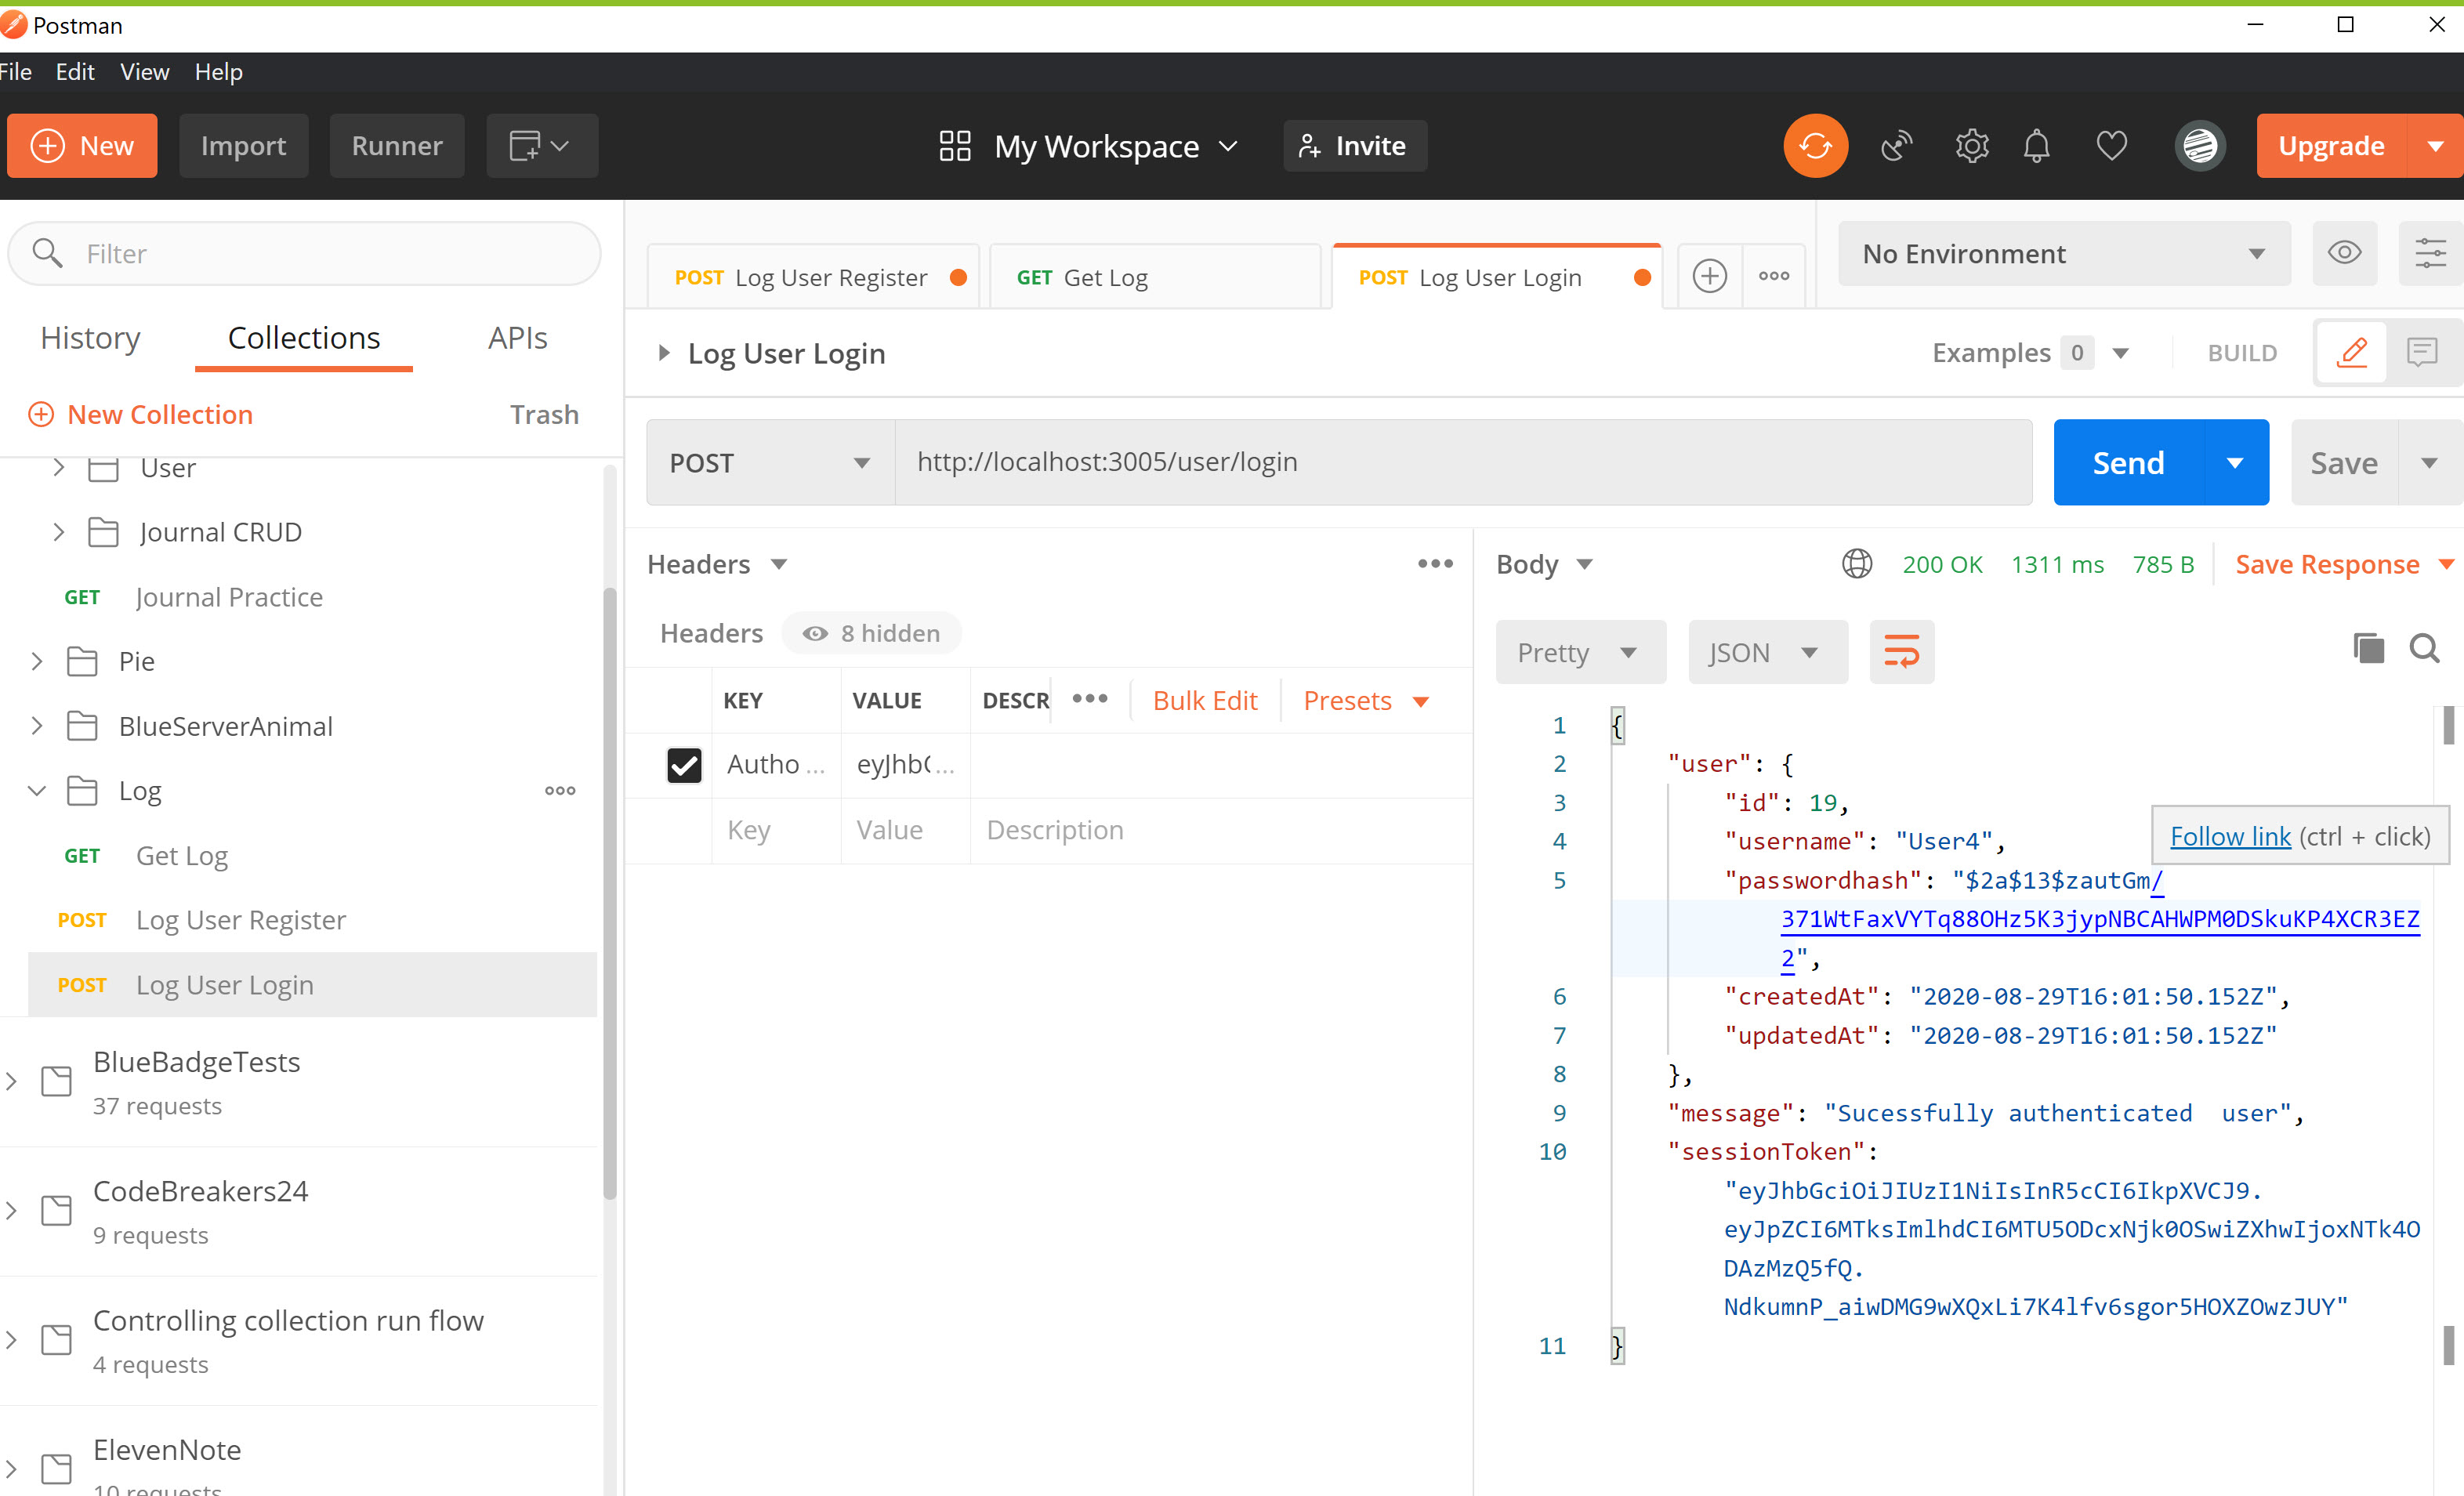 Postman
File Edit View Help
New Import Runner My Workspace Invite Upgrade
Filter
History Collections APIs
New Collection Trash
User
Journal CRUD
GET Journal Practice
Pie
BlueServerAnimal
Log
GET Get Log
POST Log User Register
POST Log User Login
BlueBadgeTests
37 requests
CodeBreakers24
9 requests
Controlling collection run flow
4 requests
ElevenNote
10 requests
POST Log User Register GET Get Log POST Log User Login
No Environment
Log User Login Examples 0 BUILD
POST http://localhost:3005/user/login Send Save
Headers
Headers 8 hidden
KEY VALUE DESCR Bulk Edit Presets
Autho... eyJhb(...
Key Value Description
Body 200 OK 1311 ms 785 B Save Response
Pretty JSON
1 {
2 "user": {
3 "id": 19,
4 "username": "User4",
Follow link (ctrl + click)
5 "passwordhash": "$2a$13$zautGm/
371WtFaxVYTq88OHz5K3jypNBCAHWPM0DSkuKP4XCR3EZ
2",
6 "createdAt": "2020-08-29T16:01:50.152Z",
7 "updatedAt": "2020-08-29T16:01:50.152Z"
8 },
9 "message": "Sucessfully authenticated  user",
10 "sessionToken":
"eyJhbGciOiJIUzI1NiIsInR5cCI6IkpXVCJ9.
eyJpZCI6MTksImlhdCI6MTU5ODcxNjk0OSwiZXhwIjoxNTk4O
DAzMzQ5fQ.
NdkumnP_aiwDMG9wXQxLi7K4lfv6sgor5HOXZOwzJUY"
11 }